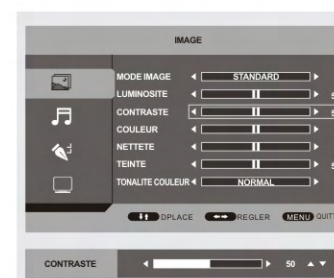 IMAGE
MODE IMAGE STANDARD
LUMINOSITE
CONTRASTE
COULEUR
NETTETE
TEINTE
TONALITE COULEUR NORMAL
DPLACE REGLER MENU
CONTRASTE 50